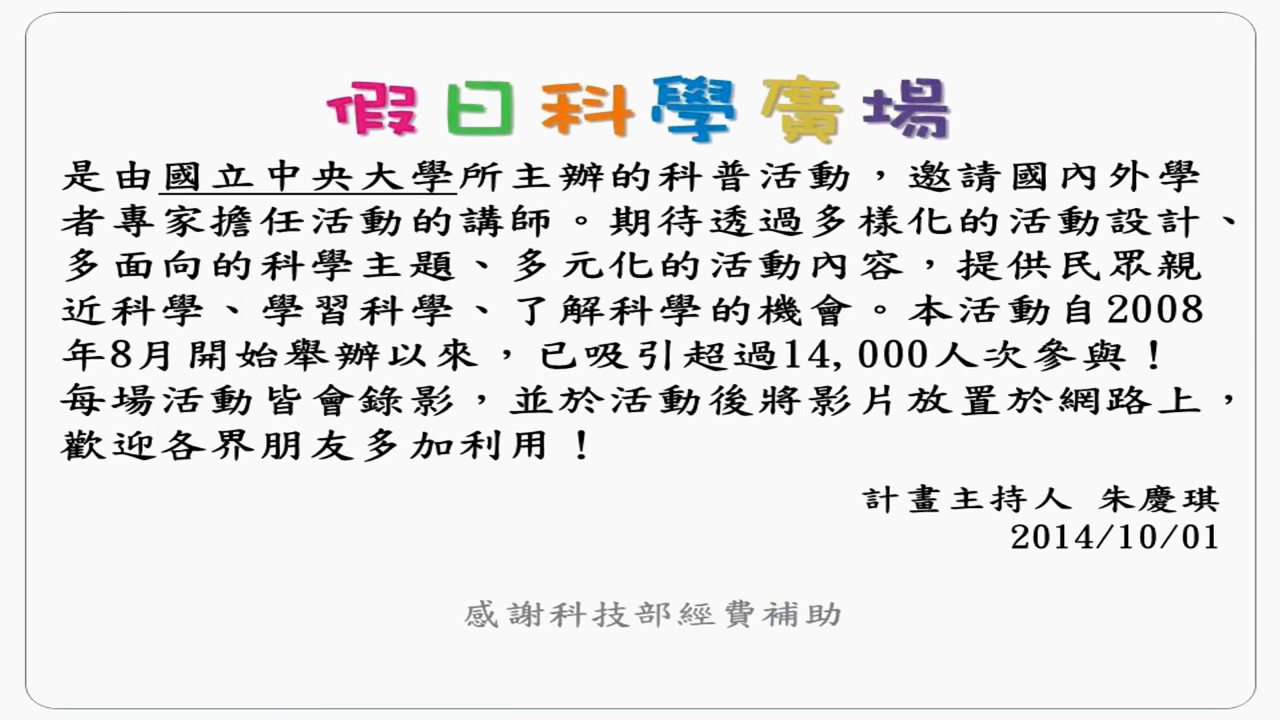 假日科學廣場
是由國立中央大學所主辦的科普活動，邀請國內外學
者專家擔任活動的講師。期待透過多樣化的活動設計、
多面向的科學主題、多元化的活動內容，提供民眾親
近科學、學習科學、了解科學的機會。本活動自2008
年8月開始舉辦以來，已吸引超過14,000人次參與！
每場活動皆會錄影，並於活動後將影片放置於網路上，
歡迎各界朋友多加利用！
計畫主持人 朱慶琪
2014/10/01
感謝科技部經費補助